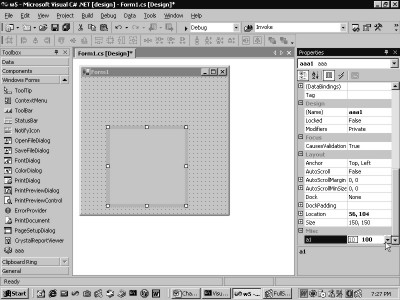 w5 - Microsoft Visual C# .NET [design] - Form1.cs [Design]*
File Edit View Project Build Debug Data Tools Window Help
Debug
Invoke
Toolbox
Data
Components
Windows Forms
ToolTip
ContextMenu
ToolBar
StatusBar
NotifyIcon
OpenFileDialog
SaveFileDialog
FontDialog
ColorDialog
PrintDialog
PrintPreviewDialog
PrintPreviewControl
ErrorProvider
PrintDocument
PageSetupDialog
CrystalReportViewer
aaa
Clipboard Ring
General
Form1.cs [Design]*
Form1
Properties
aaa1 aaa
(DataBindings)
Tag
Design
(Name) aaa1
Locked False
Modifiers Private
Focus
CausesValidation True
Layout
Anchor Top, Left
AutoScroll False
AutoScrollMargin 0, 0
AutoScrollMinSize 0, 0
Dock None
DockPadding
Location 56, 104
Size 150, 150
Misc
a1 100
a1
Ready
Start
Cha...
Visu...
w5 -...
FullS...
7:27 PM